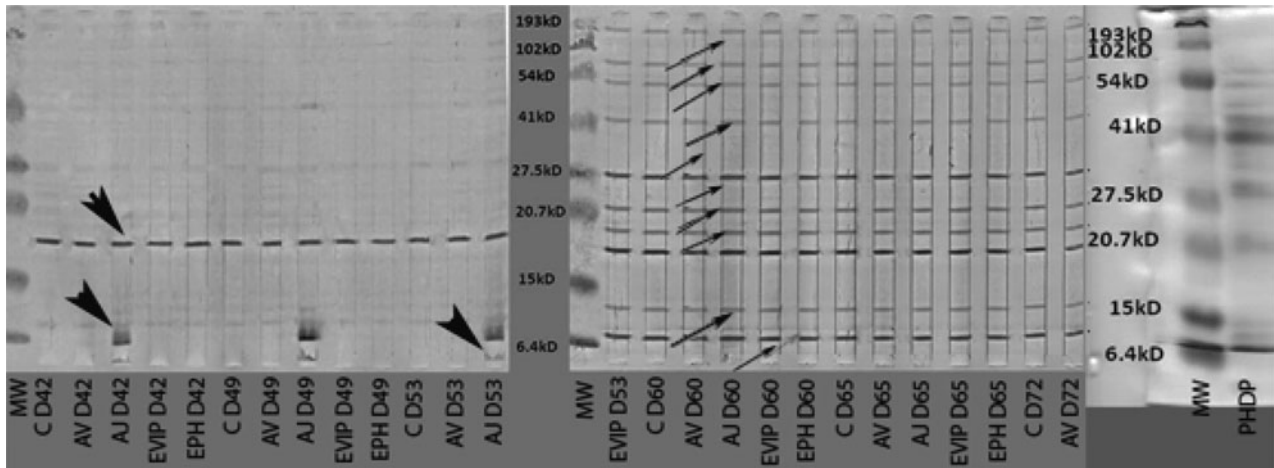 193kD
102kD
54kD
41kD
27.5kD
20.7kD
15kD
6.4kD
MW
C D42
AV D42
AJ D42
EVIP D42
EPH D42
C D49
AV D49
AJ D49
EVIP D49
EPH D49
C D53
AV D53
AJ D53
MW
EVIP D53
C D60
AV D60
AJ D60
EVIP D60
EPH D60
C D65
AV D65
AJ D65
EVIP D65
EPH D65
C D72
AV D72
193kD
102kD
54kD
41kD
27.5kD
20.7kD
15kD
6.4kD
MW
PHDP